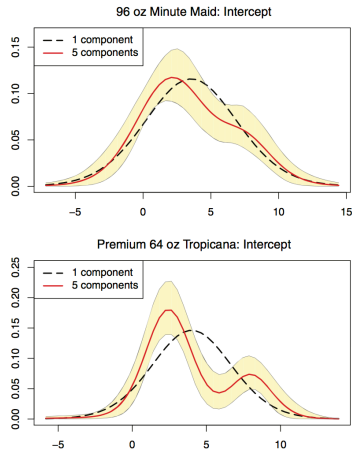 96 oz Minute Maid: Intercept
1 component
5 components
0.15
0.10
0.05
0.00
−5 0 5 10 15
Premium 64 oz Tropicana: Intercept
1 component
5 components
0.25
0.20
0.15
0.10
0.05
0.00
−5 0 5 10